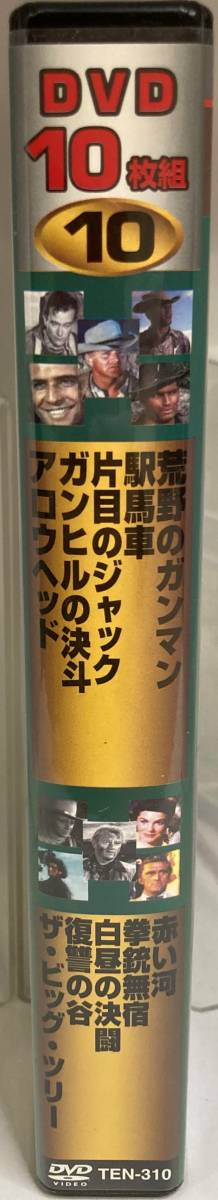 DVD
10枚組
10
荒野のガンマン
駅馬車
片目のジャック
ガンヒルの決斗
アロウヘッド
赤い河
拳銃無宿
白昼の決闘
復讐の谷
ザ・ビッグ・ツリー
DVD
VIDEO
TEN-310